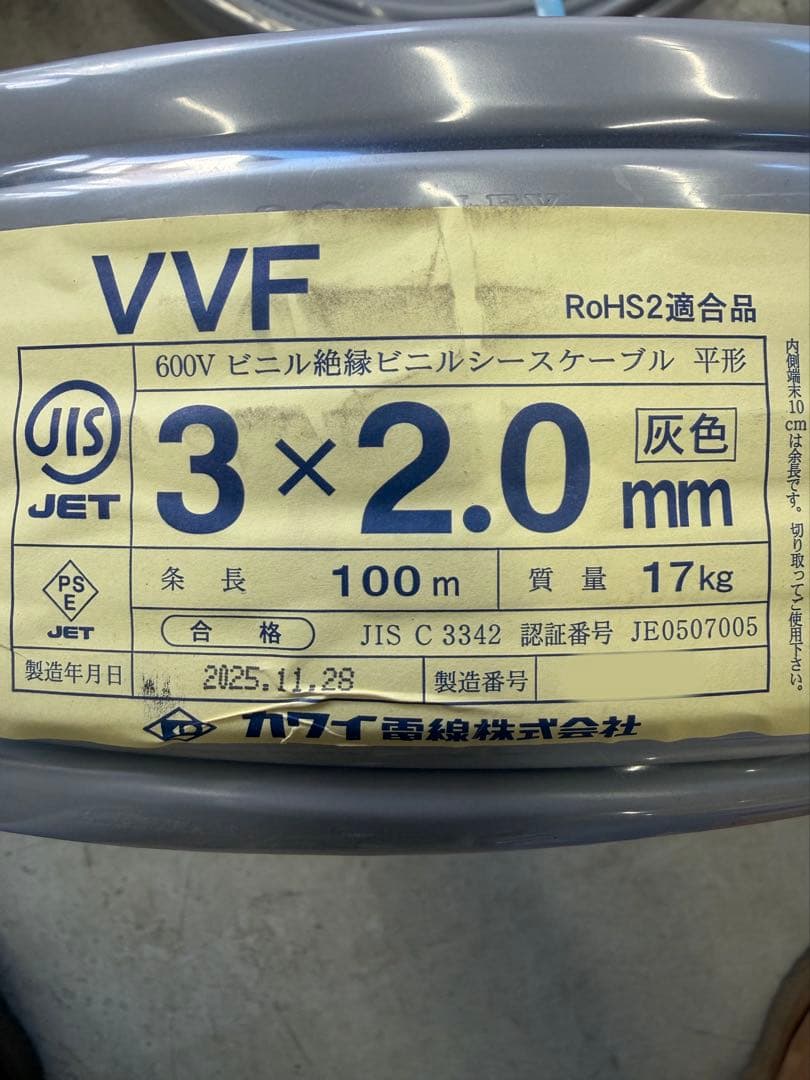 VVF
RoHS2適合品
600V ビニル絶縁ビニルシースケーブル 平形
JIS
JET
3×2.0mm
灰色
PS
E
JET
条長 100m
質量 17kg
合格 JIS C 3342 認証番号 JE0507005
製造年月日 2025.11.28
製造番号
カワイ電線株式会社
内側端末10cmは余長です。切り取ってご使用下さい。